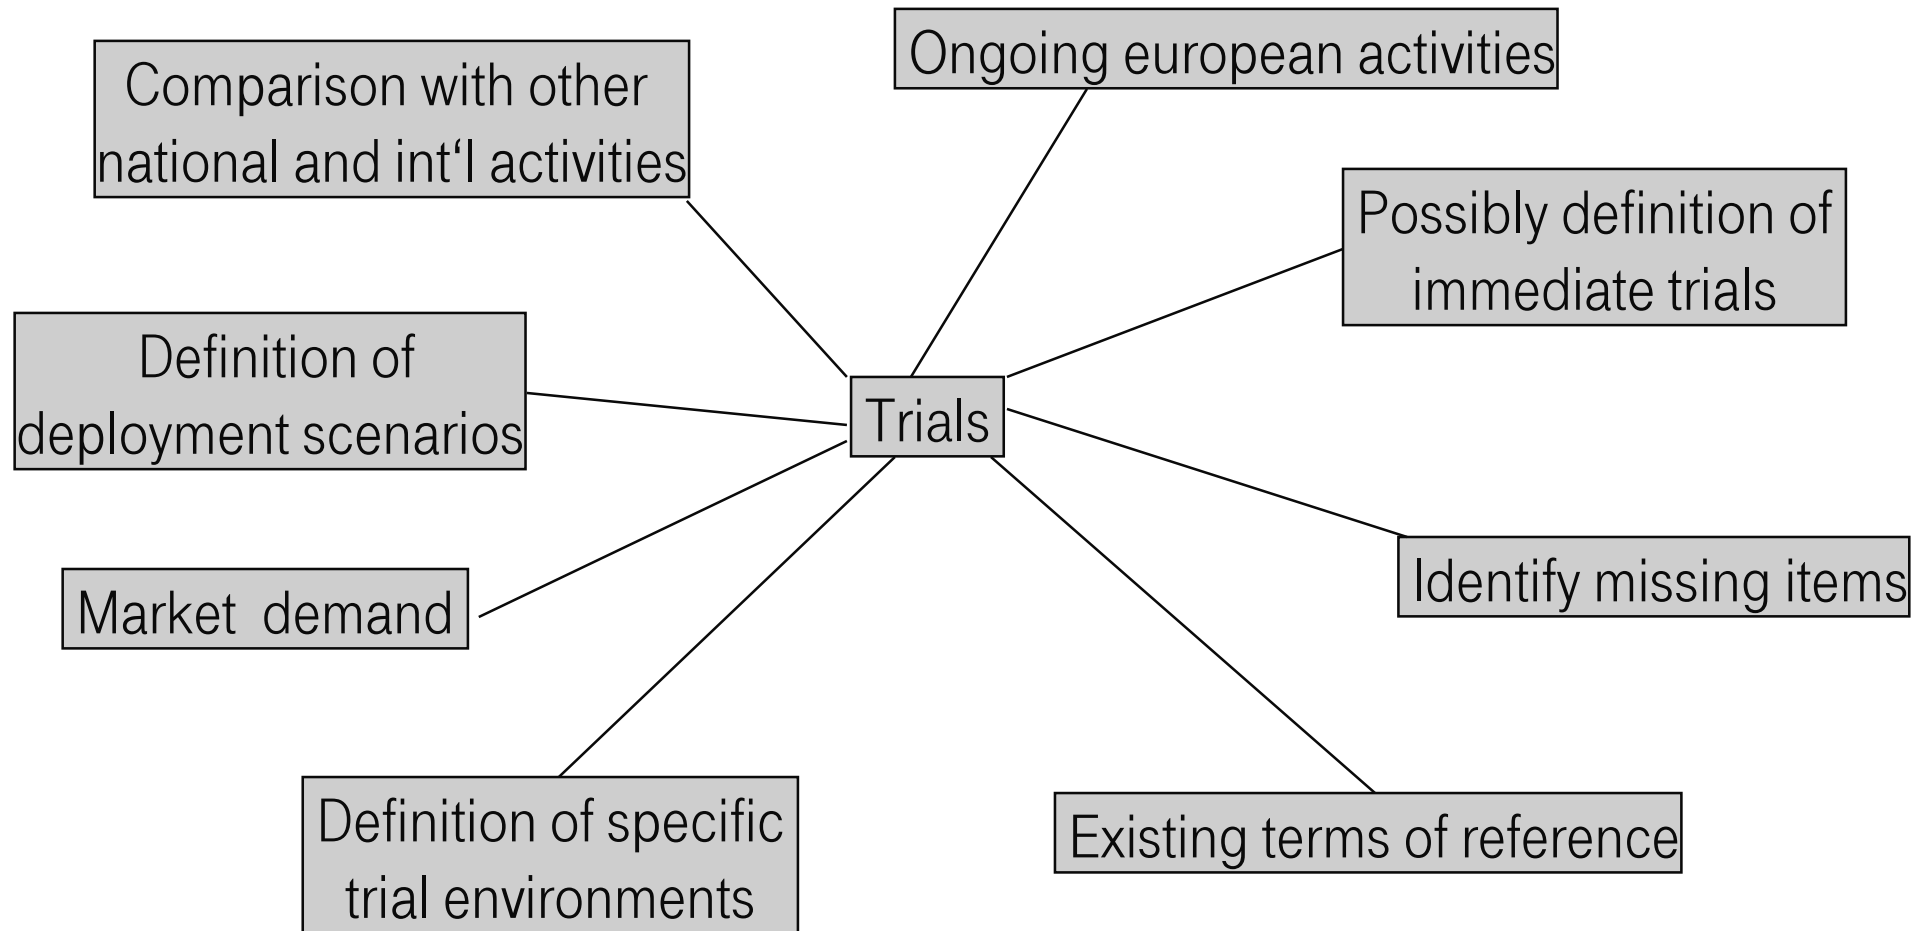 Ongoing european activities
Comparison with other
national and int‘l activities
Possibly definition of
immediate trials
Definition of
deployment scenarios
Trials
Identify missing items
Market  demand
Definition of specific
trial environments
Existing terms of reference